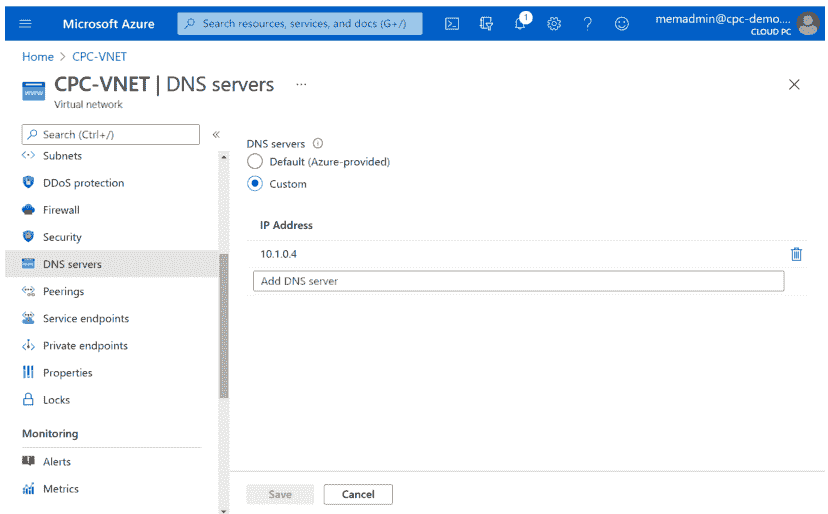 Microsoft Azure
Search resources, services, and docs (G+/)
1
memadmin@cpc-demo....
CLOUD PC
Home > CPC-VNET
CPC-VNET | DNS servers ...
Virtual network
Search (Ctrl+/)
«
Subnets
DDoS protection
Firewall
Security
DNS servers
Peerings
Service endpoints
Private endpoints
Properties
Locks
Monitoring
Alerts
Metrics
DNS servers
Default (Azure-provided)
Custom
IP Address
10.1.0.4
Add DNS server
Save
Cancel